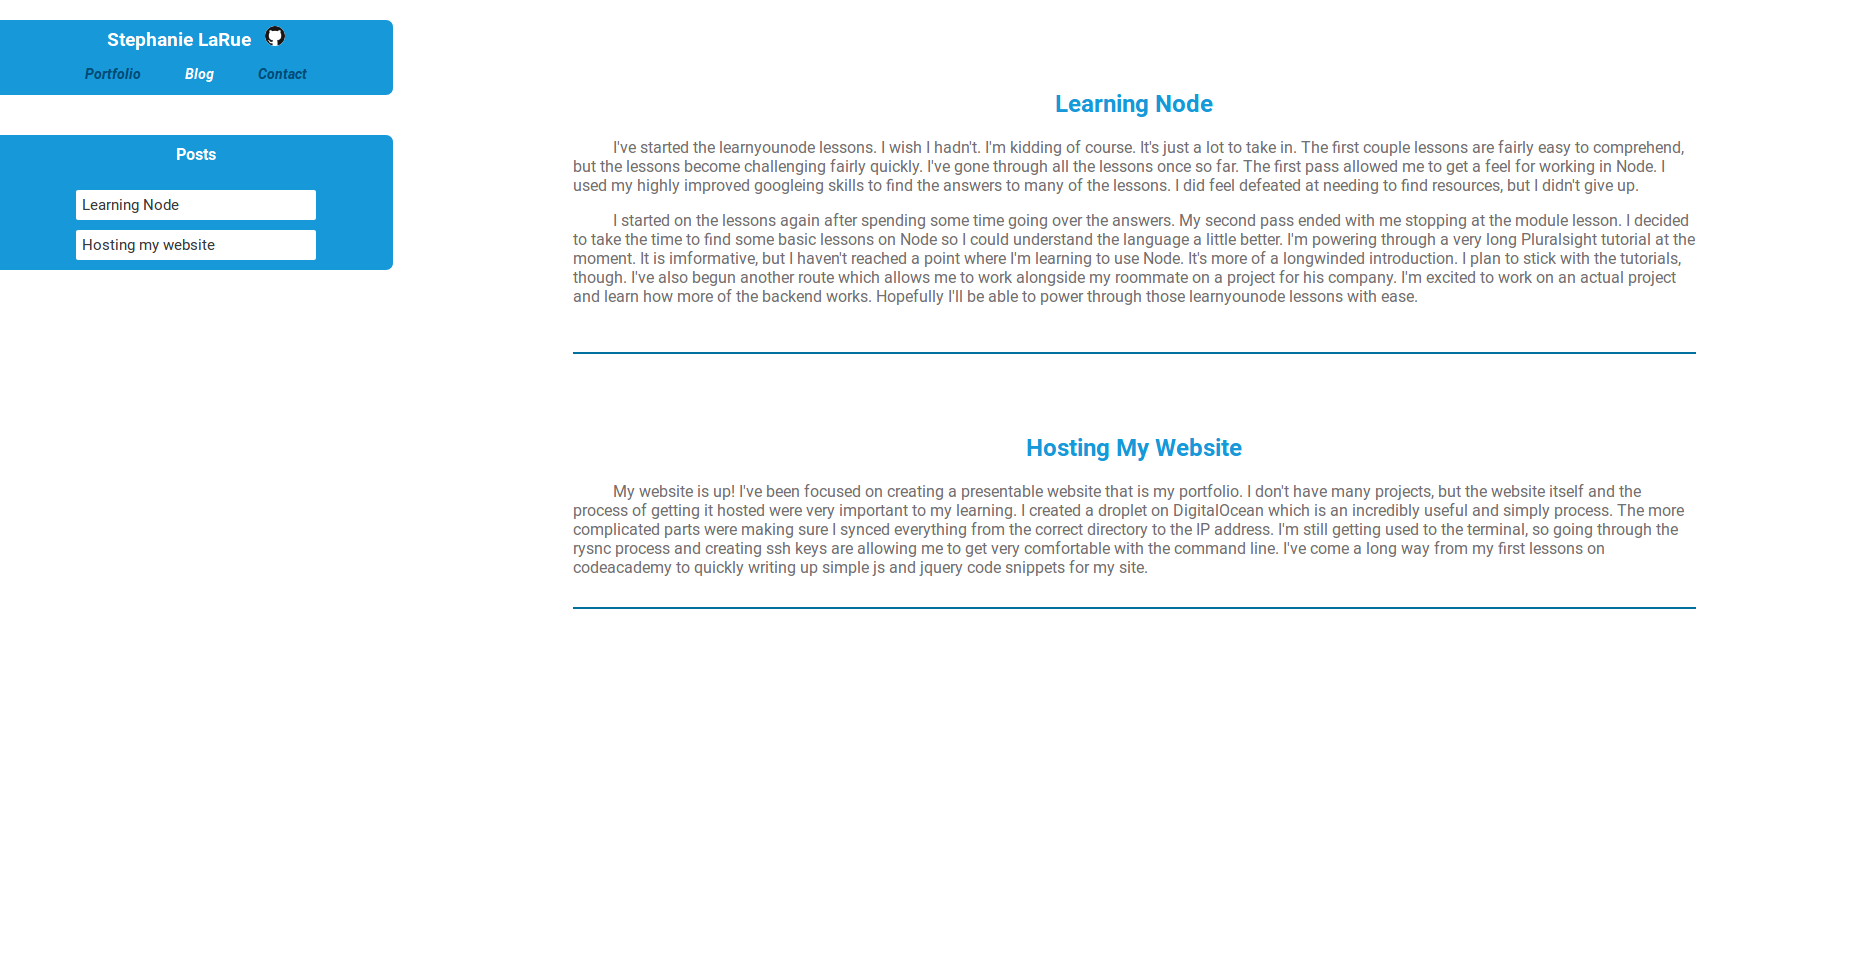 Stephanie LaRue
Portfolio Blog Contact
Posts
Learning Node
Hosting my website
Learning Node
I've started the learnyounode lessons. I wish I hadn't. I'm kidding of course. It's just a lot to take in. The first couple lessons are fairly easy to comprehend,
but the lessons become challenging fairly quickly. I've gone through all the lessons once so far. The first pass allowed me to get a feel for working in Node. I
used my highly improved googleing skills to find the answers to many of the lessons. I did feel defeated at needing to find resources, but I didn't give up.
I started on the lessons again after spending some time going over the answers. My second pass ended with me stopping at the module lesson. I decided
to take the time to find some basic lessons on Node so I could understand the language a little better. I'm powering through a very long Pluralsight tutorial at the
moment. It is imformative, but I haven't reached a point where I'm learning to use Node. It's more of a longwinded introduction. I plan to stick with the tutorials,
though. I've also begun another route which allows me to work alongside my roommate on a project for his company. I'm excited to work on an actual project
and learn how more of the backend works. Hopefully I'll be able to power through those learnyounode lessons with ease.
Hosting My Website
My website is up! I've been focused on creating a presentable website that is my portfolio. I don't have many projects, but the website itself and the
process of getting it hosted were very important to my learning. I created a droplet on DigitalOcean which is an incredibly useful and simply process. The more
complicated parts were making sure I synced everything from the correct directory to the IP address. I'm still getting used to the terminal, so going through the
rysnc process and creating ssh keys are allowing me to get very comfortable with the command line. I've come a long way from my first lessons on
codeacademy to quickly writing up simple js and jquery code snippets for my site.